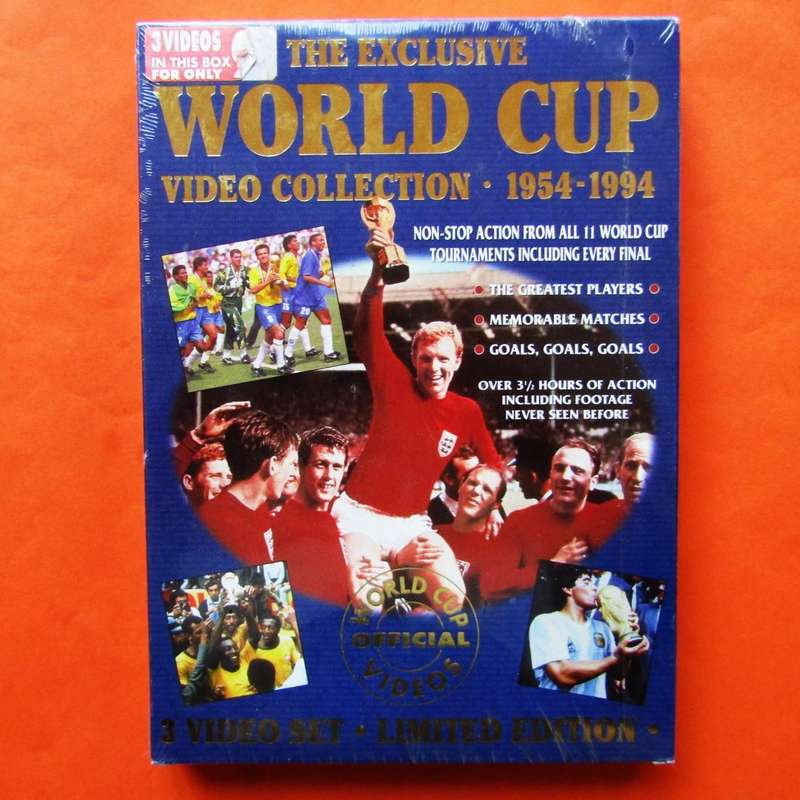 3 VIDEOS
IN THIS BOX
FOR ONLY
THE EXCLUSIVE
WORLD CUP
VIDEO COLLECTION · 1954-1994
NON-STOP ACTION FROM ALL 11 WORLD CUP
TOURNAMENTS INCLUDING EVERY FINAL
• THE GREATEST PLAYERS •
• MEMORABLE MATCHES •
• GOALS, GOALS, GOALS •
OVER 3½ HOURS OF ACTION
INCLUDING FOOTAGE
NEVER SEEN BEFORE
WORLD CUP
OFFICIAL
VIDEOS
3 VIDEO SET · LIMITED EDITION ·